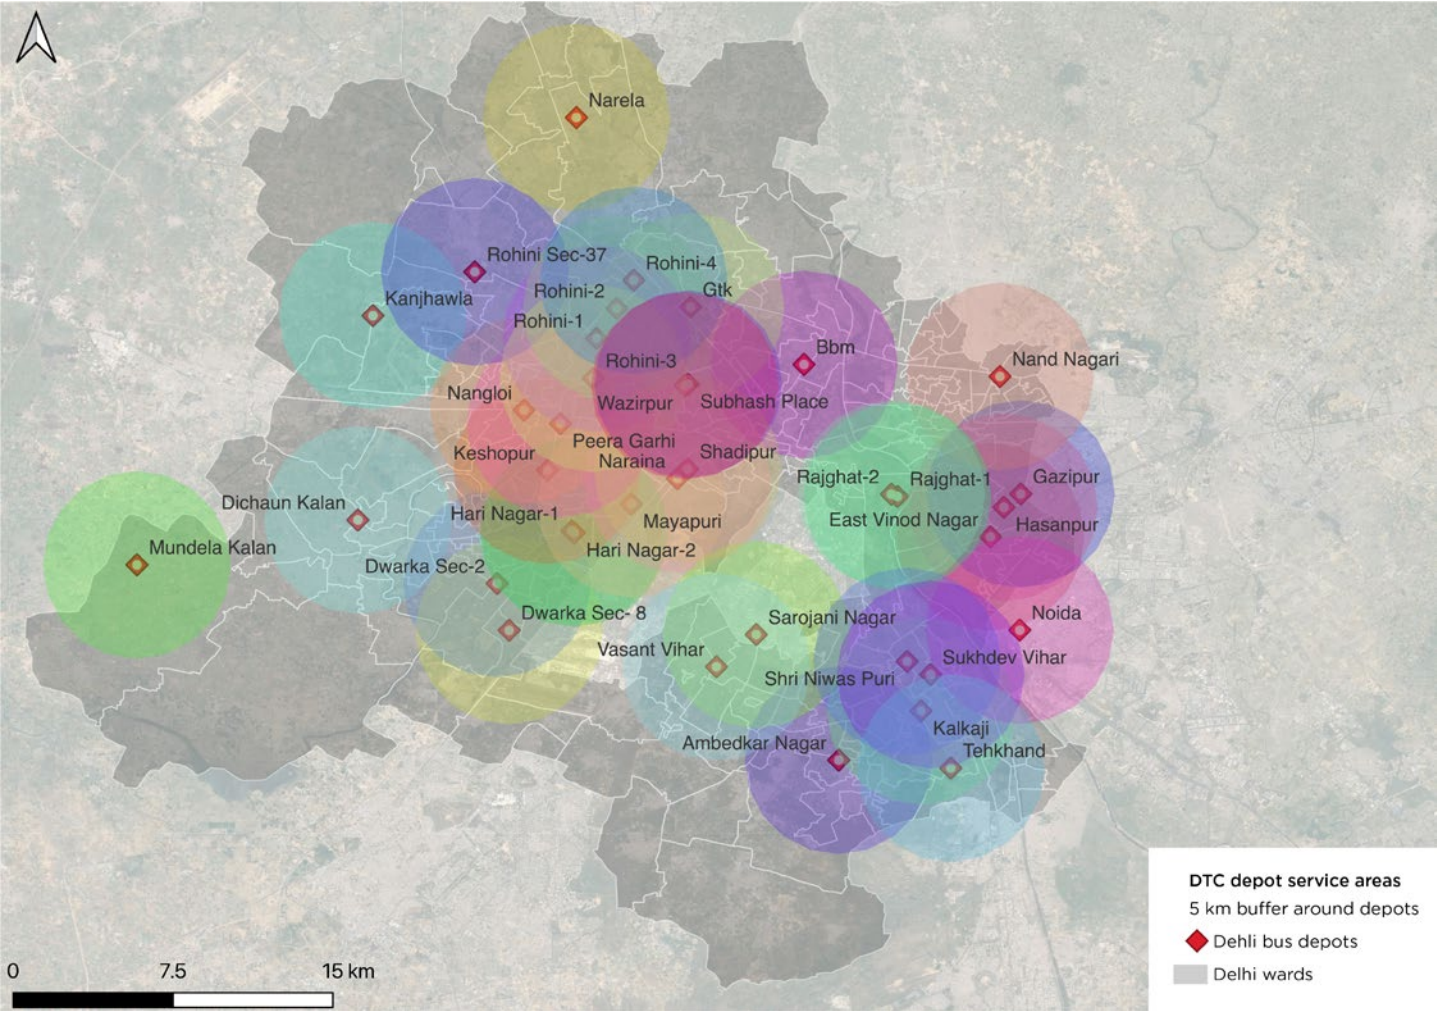 Narela
Rohini Sec-37
Rohini-4
Kanjhawla
Rohini-2
Gtk
Rohini-1
Bbm
Rohini-3
Nand Nagari
Nangloi
Wazirpur
Subhash Place
Peera Garhi
Keshopur
Naraina
Shadipur
Rajghat-2
Rajghat-1
Gazipur
Dichaun Kalan
Hari Nagar-1
Mayapuri
East Vinod Nagar
Hasanpur
Mundela Kalan
Hari Nagar-2
Dwarka Sec-2
Dwarka Sec- 8
Sarojani Nagar
Noida
Vasant Vihar
Sukhdev Vihar
Shri Niwas Puri
Kalkaji
Ambedkar Nagar
Tehkhand
DTC depot service areas
5 km buffer around depots
Dehli bus depots
Delhi wards
0 7.5 15 km